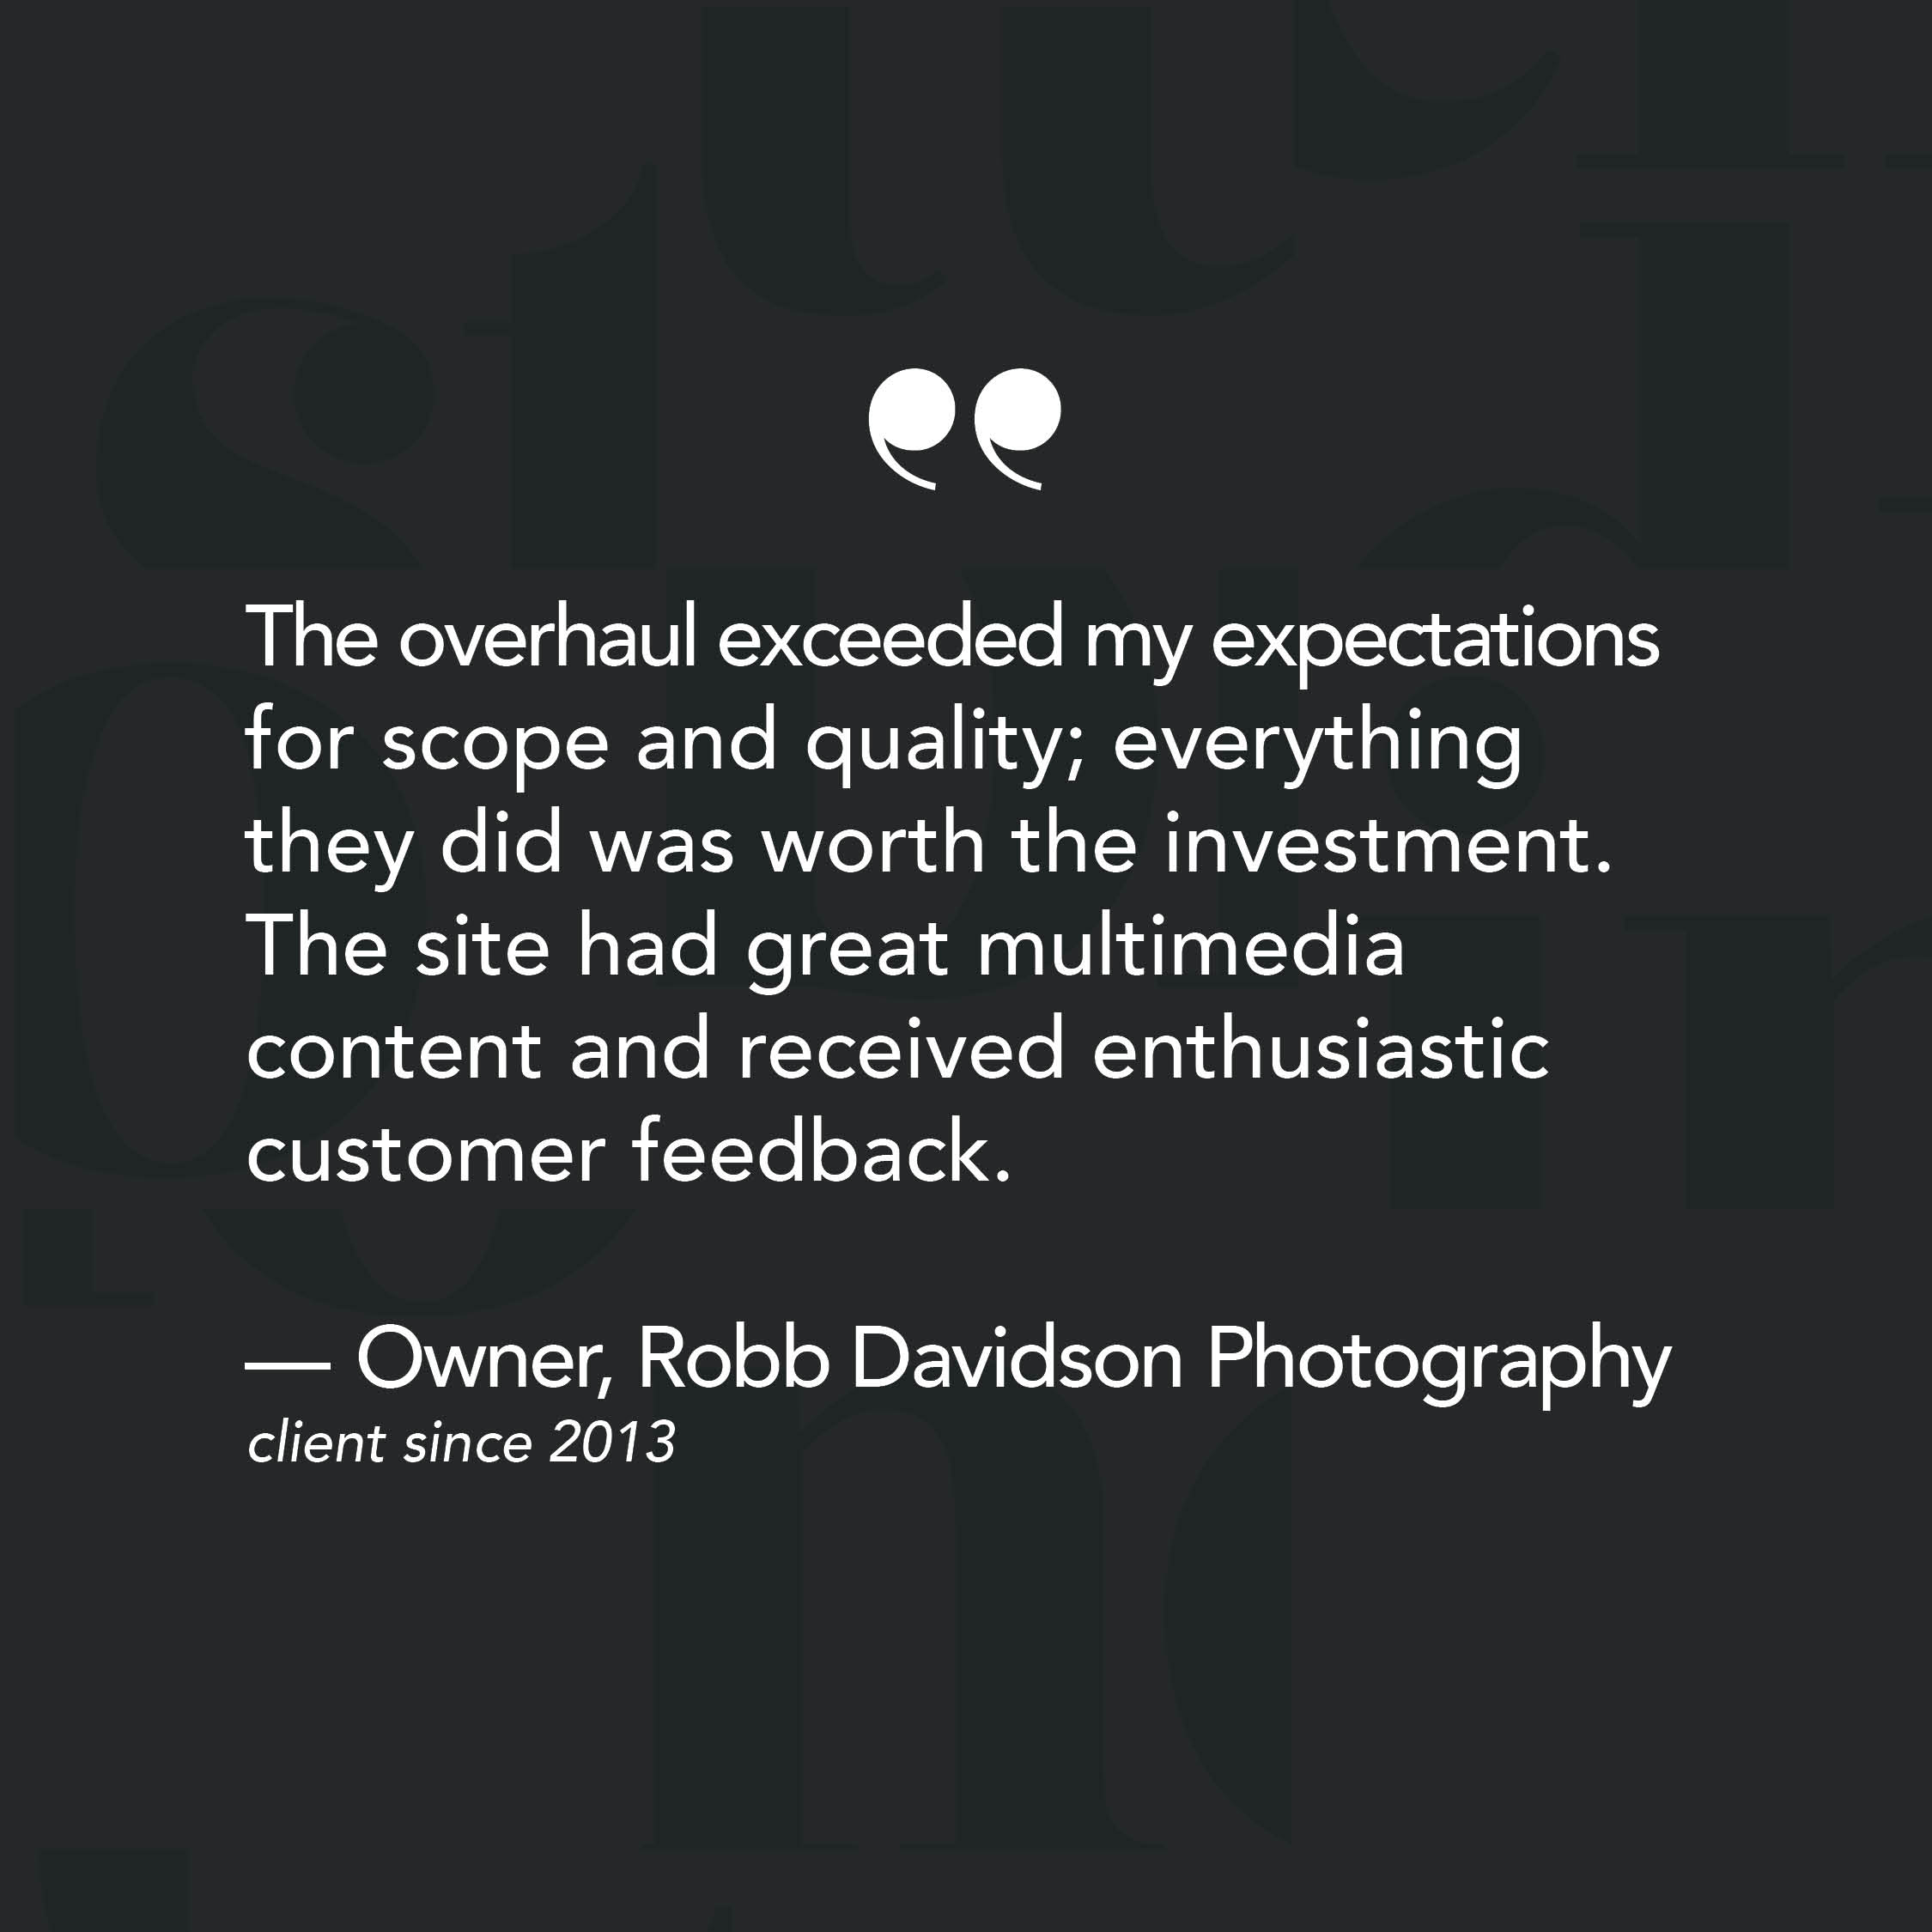 The overhaul exceeded my expectations
for scope and quality; everything
they did was worth the investment.
The site had great multimedia
content and received enthusiastic
customer feedback.
— Owner, Robb Davidson Photography
client since 2013